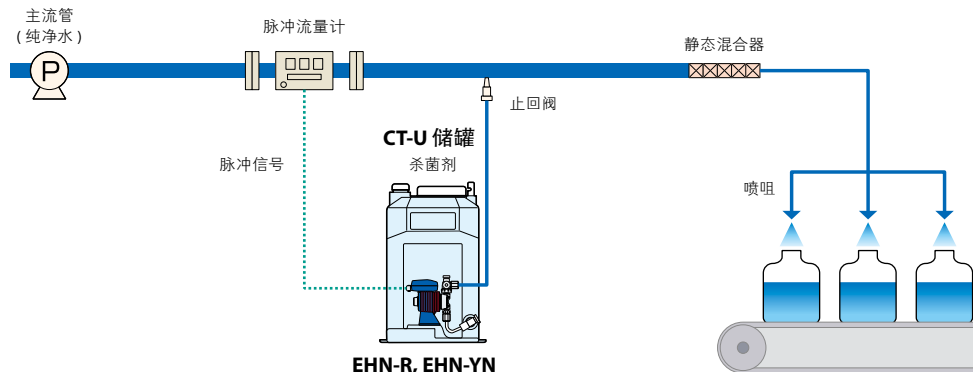 主流管
( 纯净水 )
P
脉冲流量计
静态混合器
止回阀
CT-U 储罐
杀菌剂
脉冲信号
喷咀
EHN-R, EHN-YN